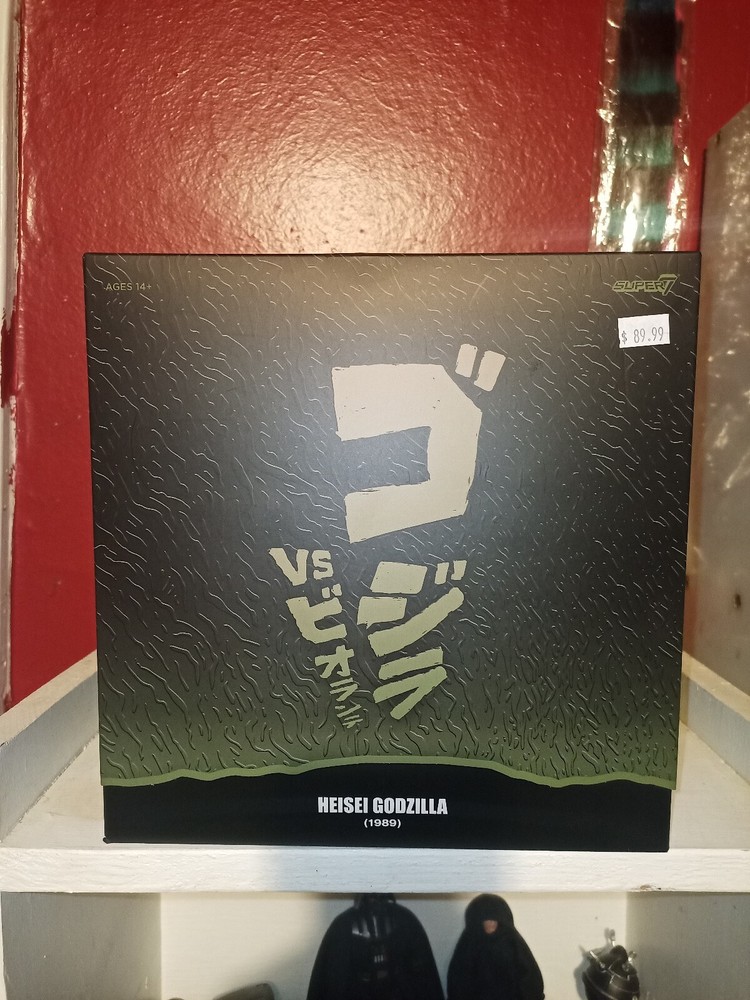 AGES 14+
SUPER7
$ 89.99
ゴジラ
VS
ビオランテ
HEISEI GODZILLA
(1989)